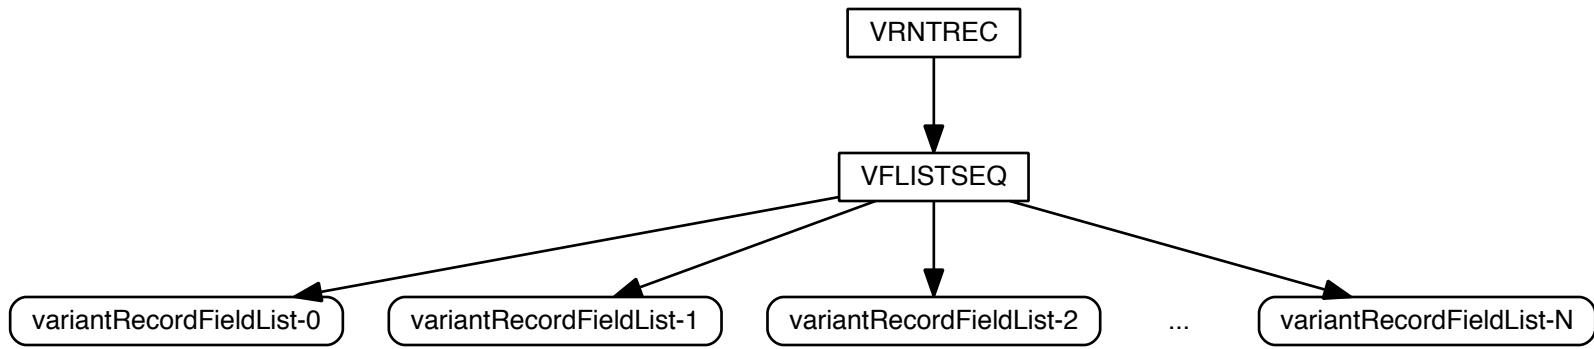 VRNTREC
VFLISTSEQ
variantRecordFieldList-0
variantRecordFieldList-1
variantRecordFieldList-2
...
variantRecordFieldList-N